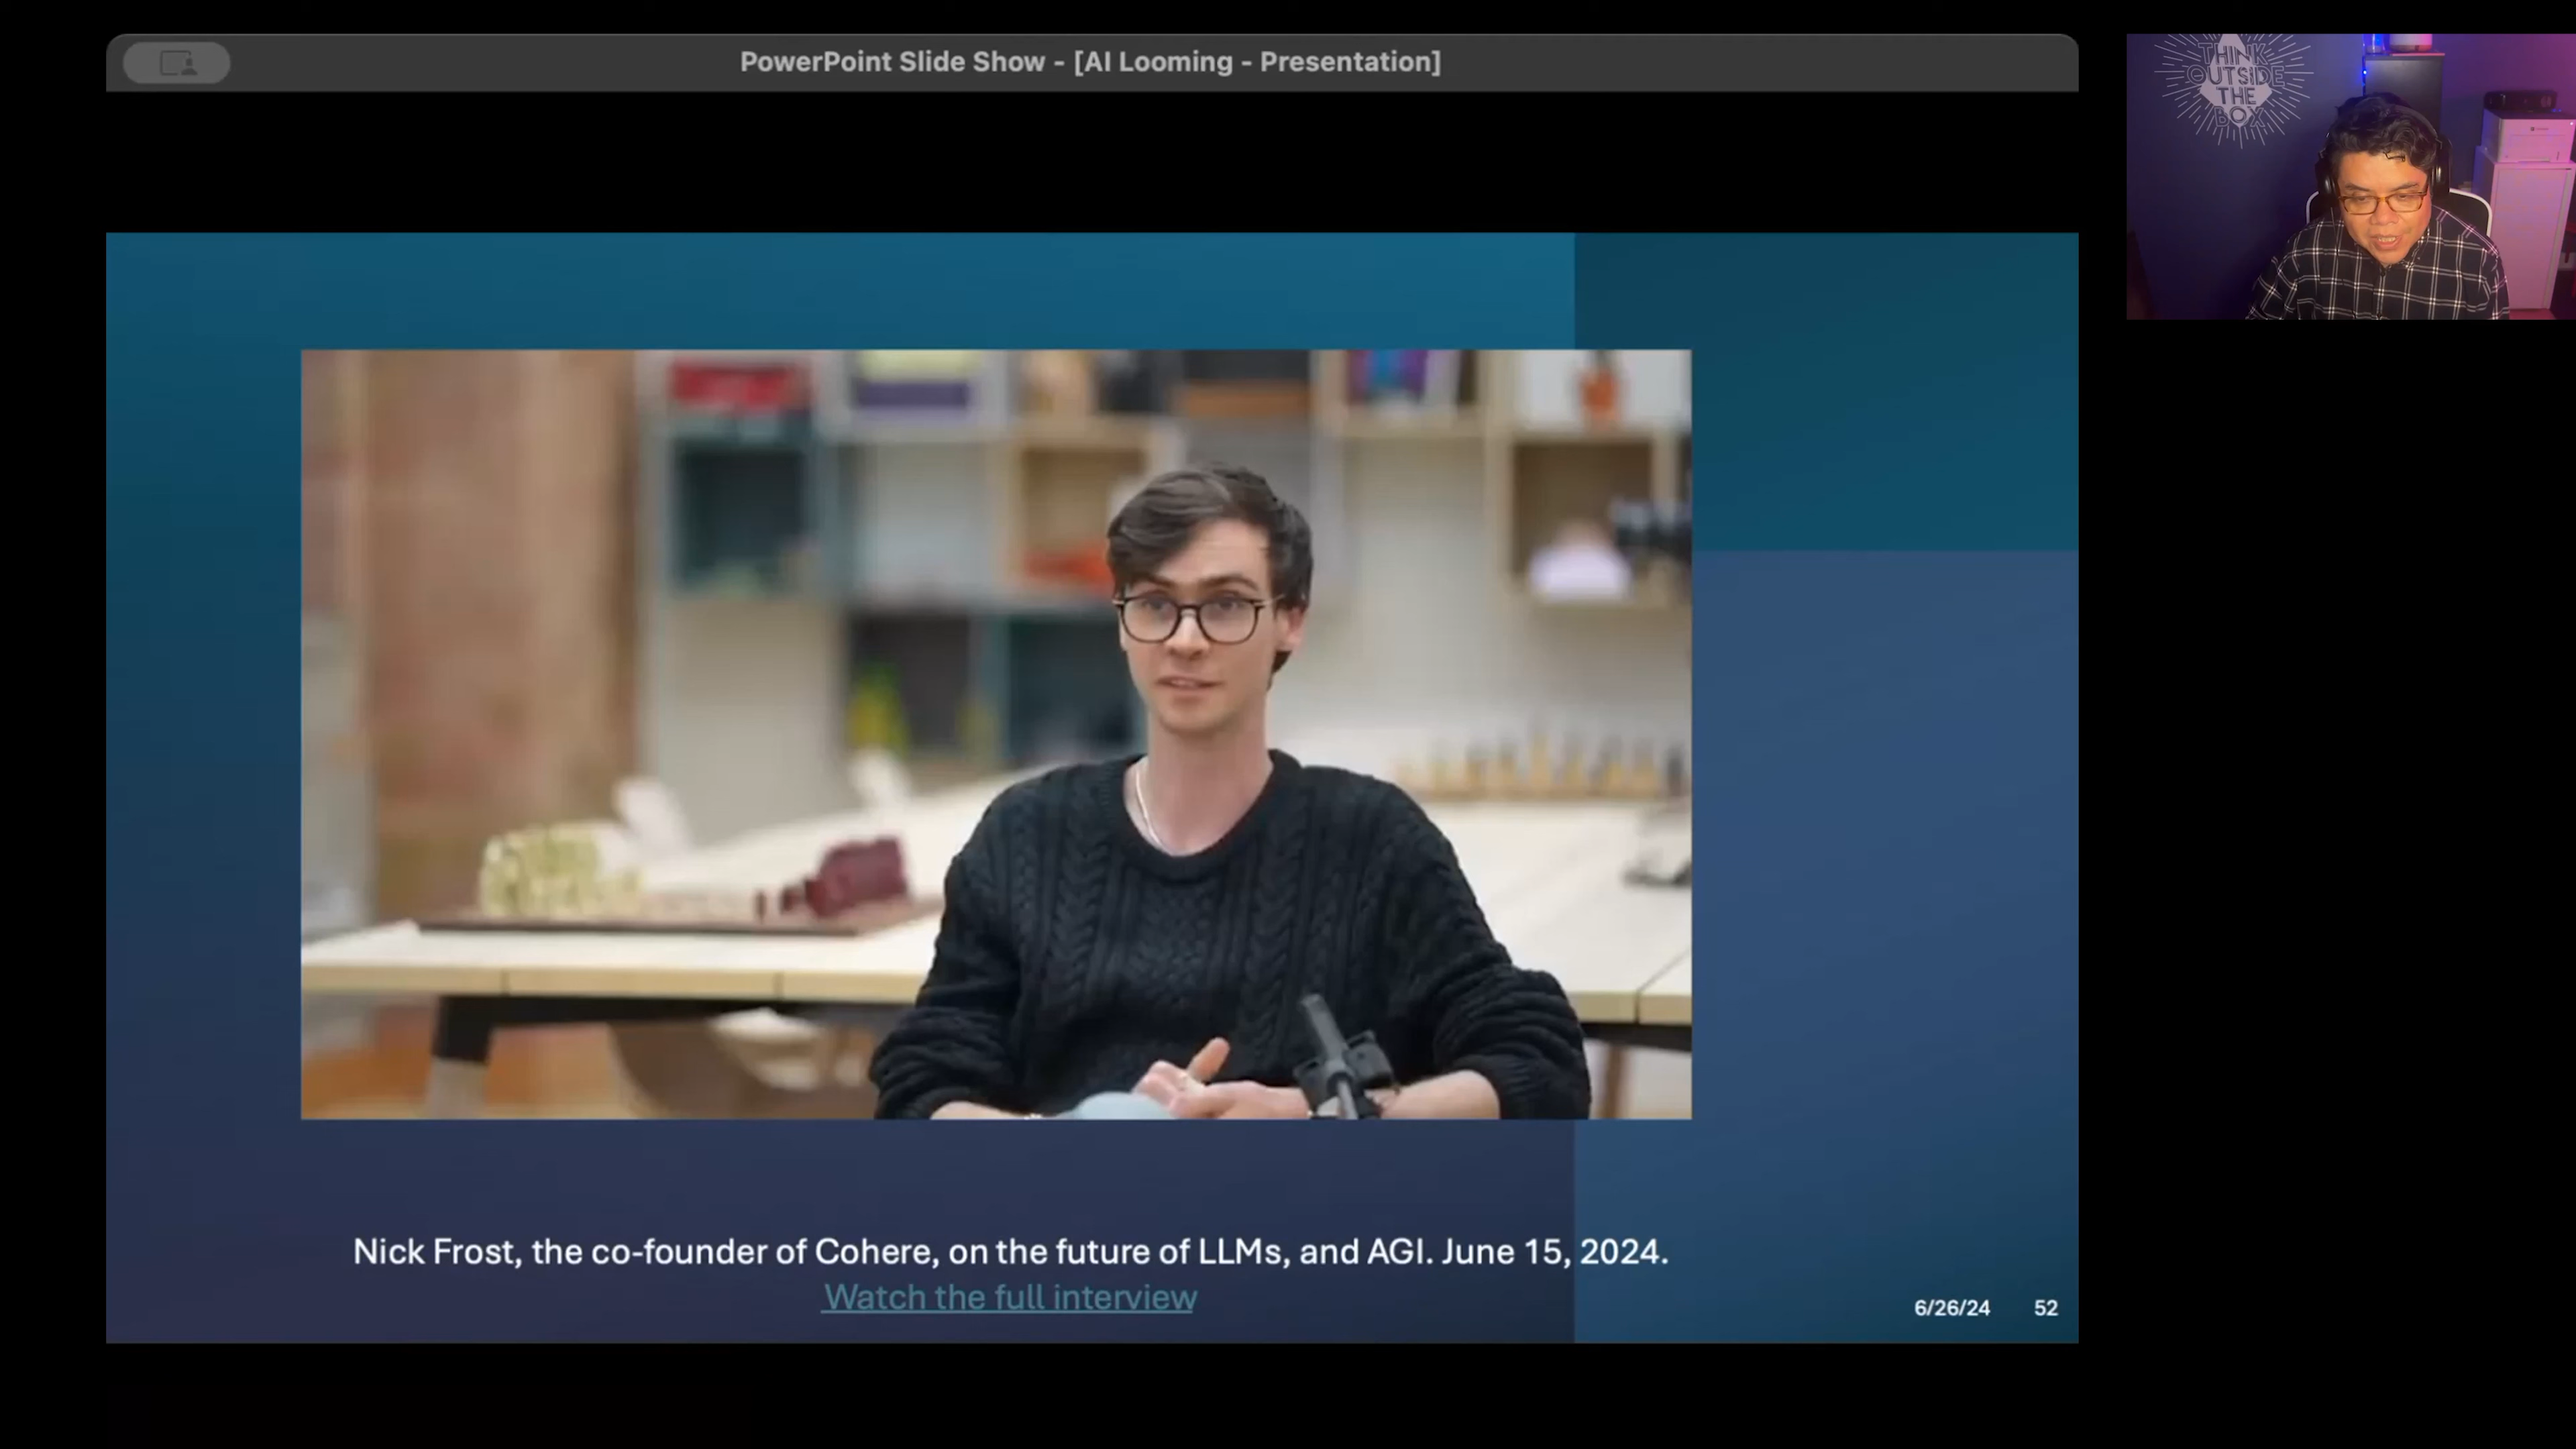 PowerPoint Slide Show - [AI Looming - Presentation]
THINK
OUTSIDE
THE
BOX
Nick Frost, the co-founder of Cohere, on the future of LLMs, and AGI. June 15, 2024.
Watch the full interview
6/26/24 52